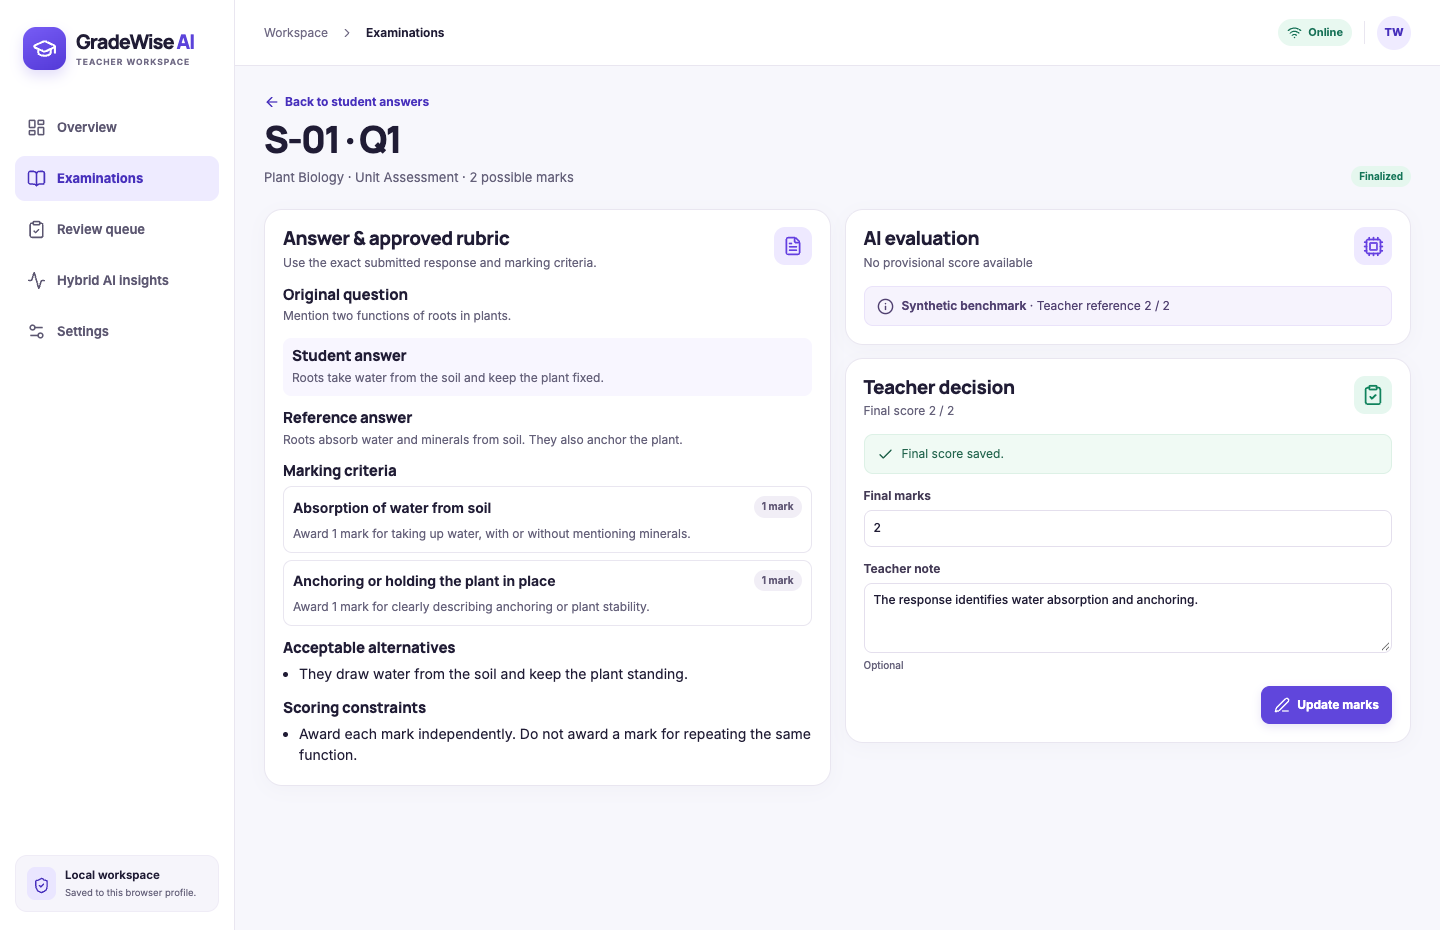 GradeWise AI
TEACHER WORKSPACE
Overview
Examinations
Review queue
Hybrid AI insights
Settings
Local workspace
Saved to this browser profile.
Workspace > Examinations
Online
TW
Back to student answers
S-01 · Q1
Plant Biology · Unit Assessment · 2 possible marks
Finalized
Answer & approved rubric
Use the exact submitted response and marking criteria.
Original question
Mention two functions of roots in plants.
Student answer
Roots take water from the soil and keep the plant fixed.
Reference answer
Roots absorb water and minerals from soil. They also anchor the plant.
Marking criteria
Absorption of water from soil
1 mark
Award 1 mark for taking up water, with or without mentioning minerals.
Anchoring or holding the plant in place
1 mark
Award 1 mark for clearly describing anchoring or plant stability.
Acceptable alternatives
• They draw water from the soil and keep the plant standing.
Scoring constraints
• Award each mark independently. Do not award a mark for repeating the same
function.
AI evaluation
No provisional score available
Synthetic benchmark · Teacher reference 2 / 2
Teacher decision
Final score 2 / 2
Final score saved.
Final marks
2
Teacher note
The response identifies water absorption and anchoring.
Optional
Update marks